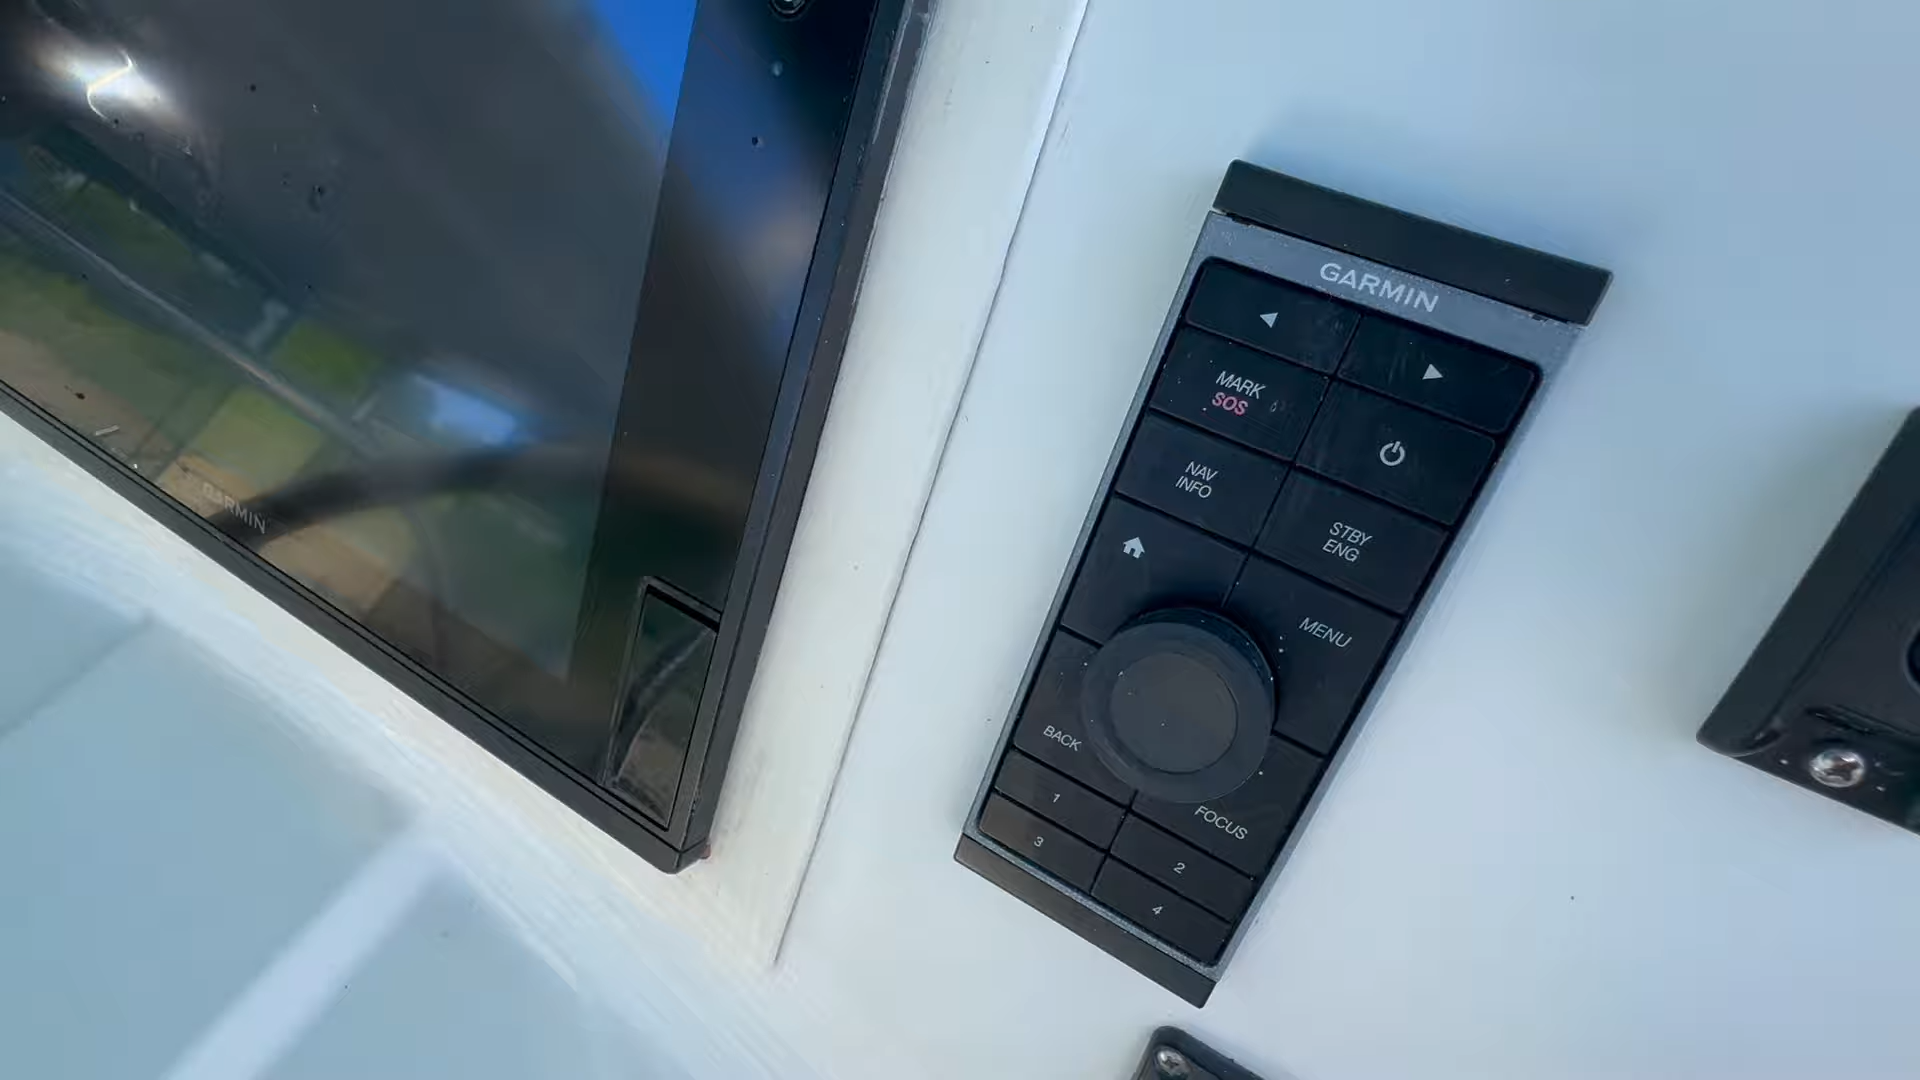 GARMIN
MARK
SOS
NAV
INFO
STBY
ENG
MENU
BACK
FOCUS
1
2
3
4
GARMIN